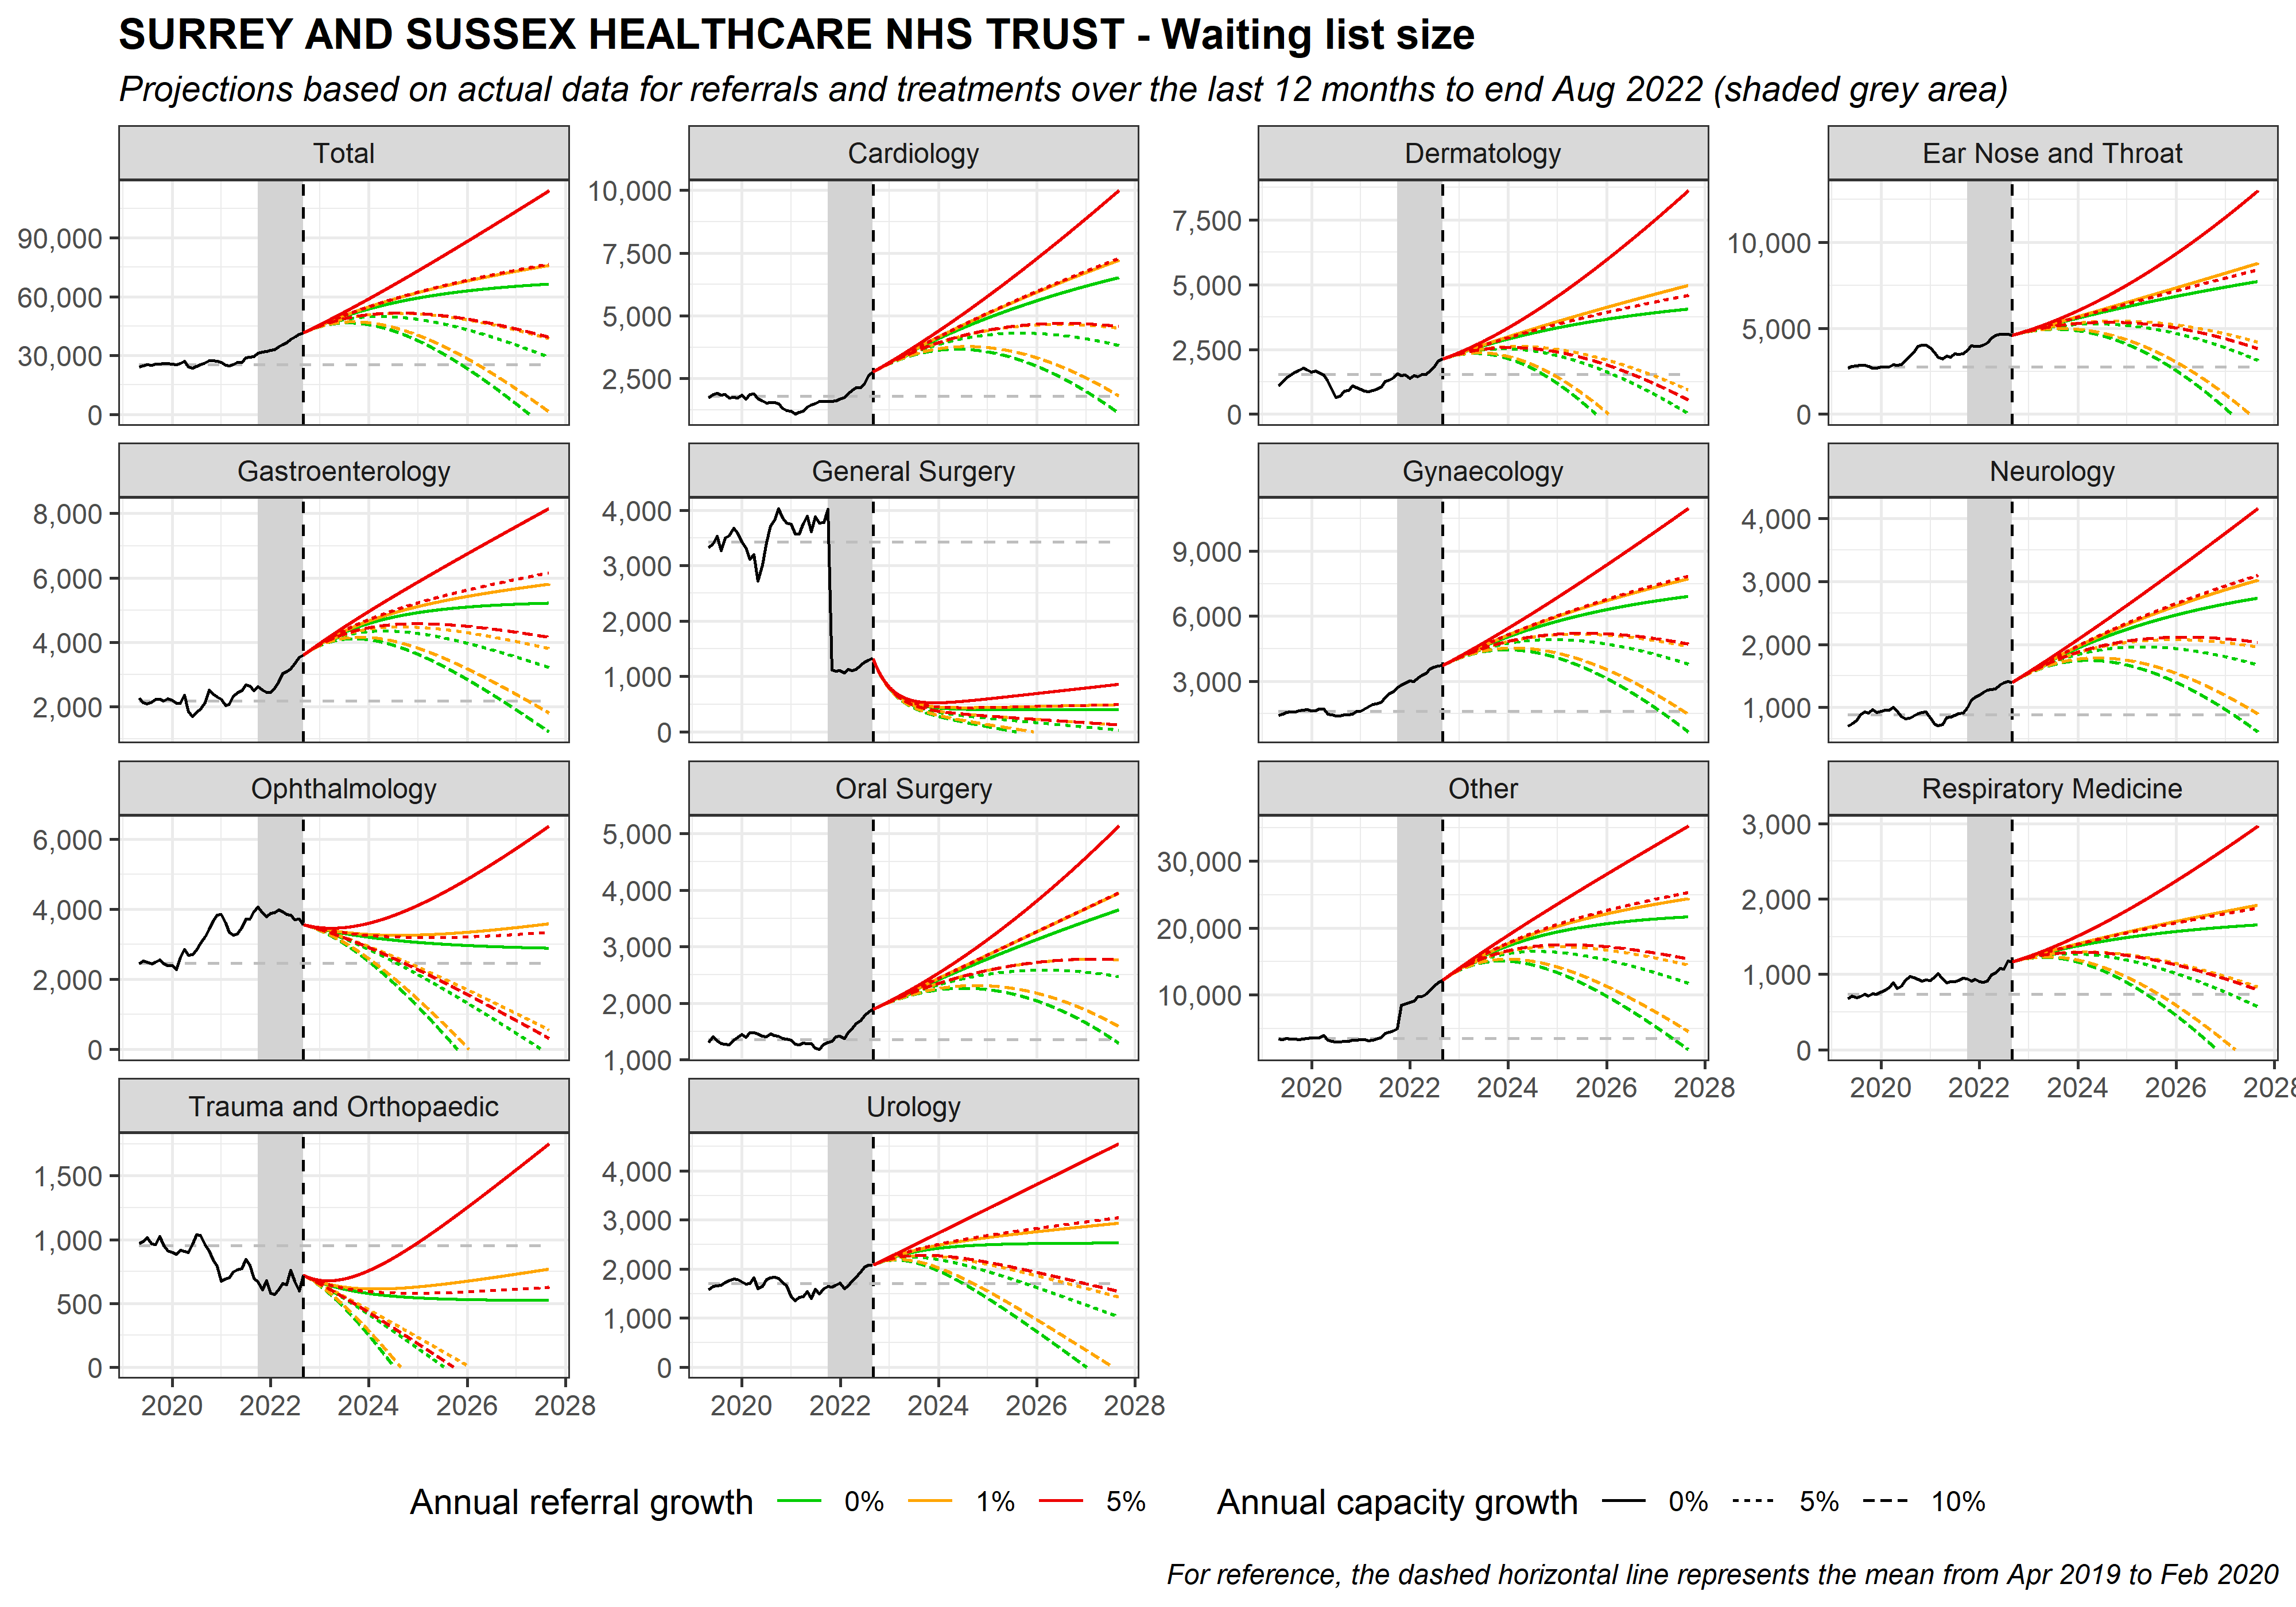 SURREY AND SUSSEX HEALTHCARE NHS TRUST - Waiting list size
Projections based on actual data for referrals and treatments over the last 12 months to end Aug 2022 (shaded grey area)
Total
90,000
60,000
30,000
0
Cardiology
10,000
7,500
5,000
2,500
Dermatology
7,500
5,000
2,500
0
Ear Nose and Throat
10,000
5,000
0
Gastroenterology
8,000
6,000
4,000
2,000
General Surgery
4,000
3,000
2,000
1,000
0
Gynaecology
9,000
6,000
3,000
Neurology
4,000
3,000
2,000
1,000
Ophthalmology
6,000
4,000
2,000
0
Oral Surgery
5,000
4,000
3,000
2,000
1,000
Other
30,000
20,000
10,000
2020 2022 2024 2026 2028
Respiratory Medicine
3,000
2,000
1,000
0
2020 2022 2024 2026 202
Trauma and Orthopaedic
1,500
1,000
500
0
2020 2022 2024 2026 2028
Urology
4,000
3,000
2,000
1,000
0
2020 2022 2024 2026 2028
Annual referral growth 0% 1% 5% Annual capacity growth 0% 5% 10%
For reference, the dashed horizontal line represents the mean from Apr 2019 to Feb 2020